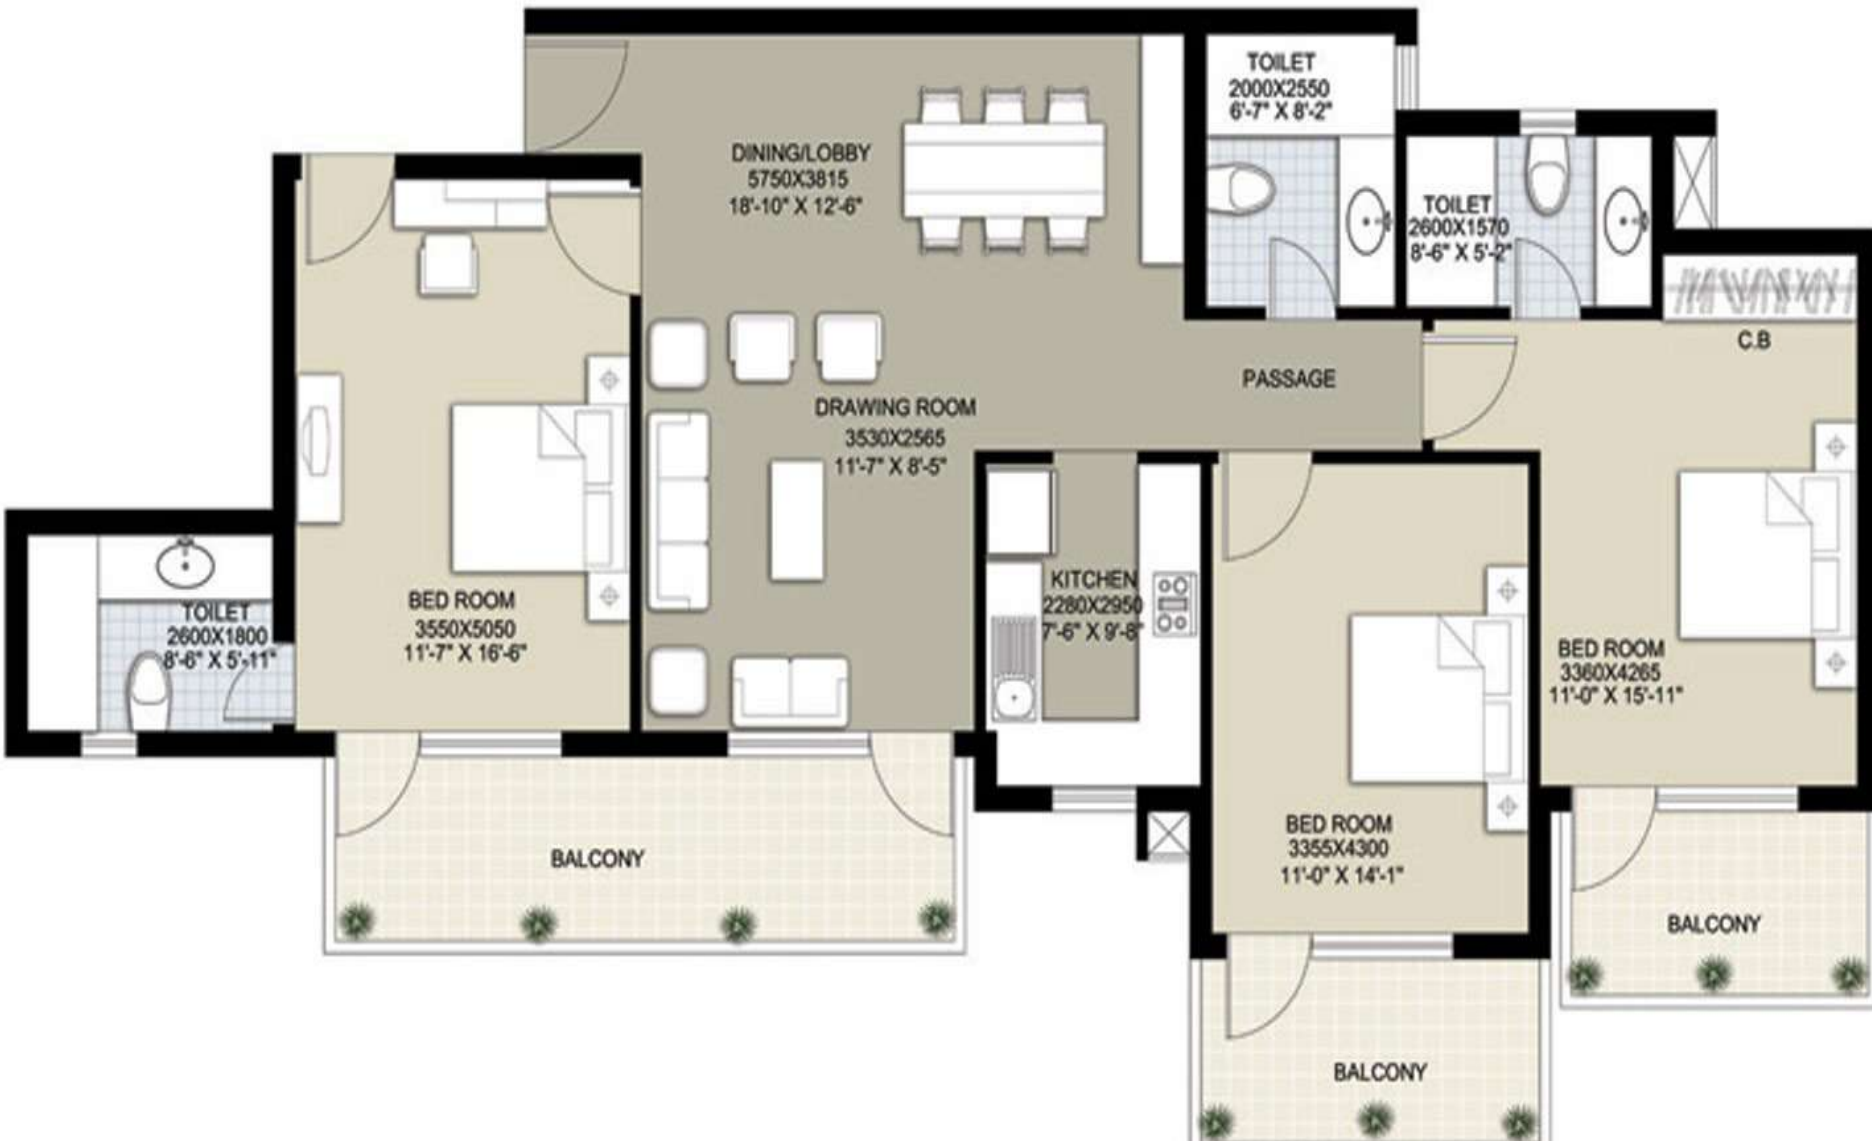 TOILET
2000X2550
6'-7" X 8'-2"
DINING/LOBBY
5750X3815
18'-10" X 12'-6"
TOILET
2600X1570
8'-6" X 5'-2"
C.B
PASSAGE
DRAWING ROOM
3530X2565
11'-7" X 8'-5"
KITCHEN
2280X2950
7'-6" X 9'-8"
BED ROOM
3550X5050
11'-7" X 16'-6"
TOILET
2600X1800
8'-6" X 5'-11"
BED ROOM
3360X4265
11'-0" X 15'-11"
BED ROOM
3355X4300
11'-0" X 14'-1"
BALCONY
BALCONY
BALCONY